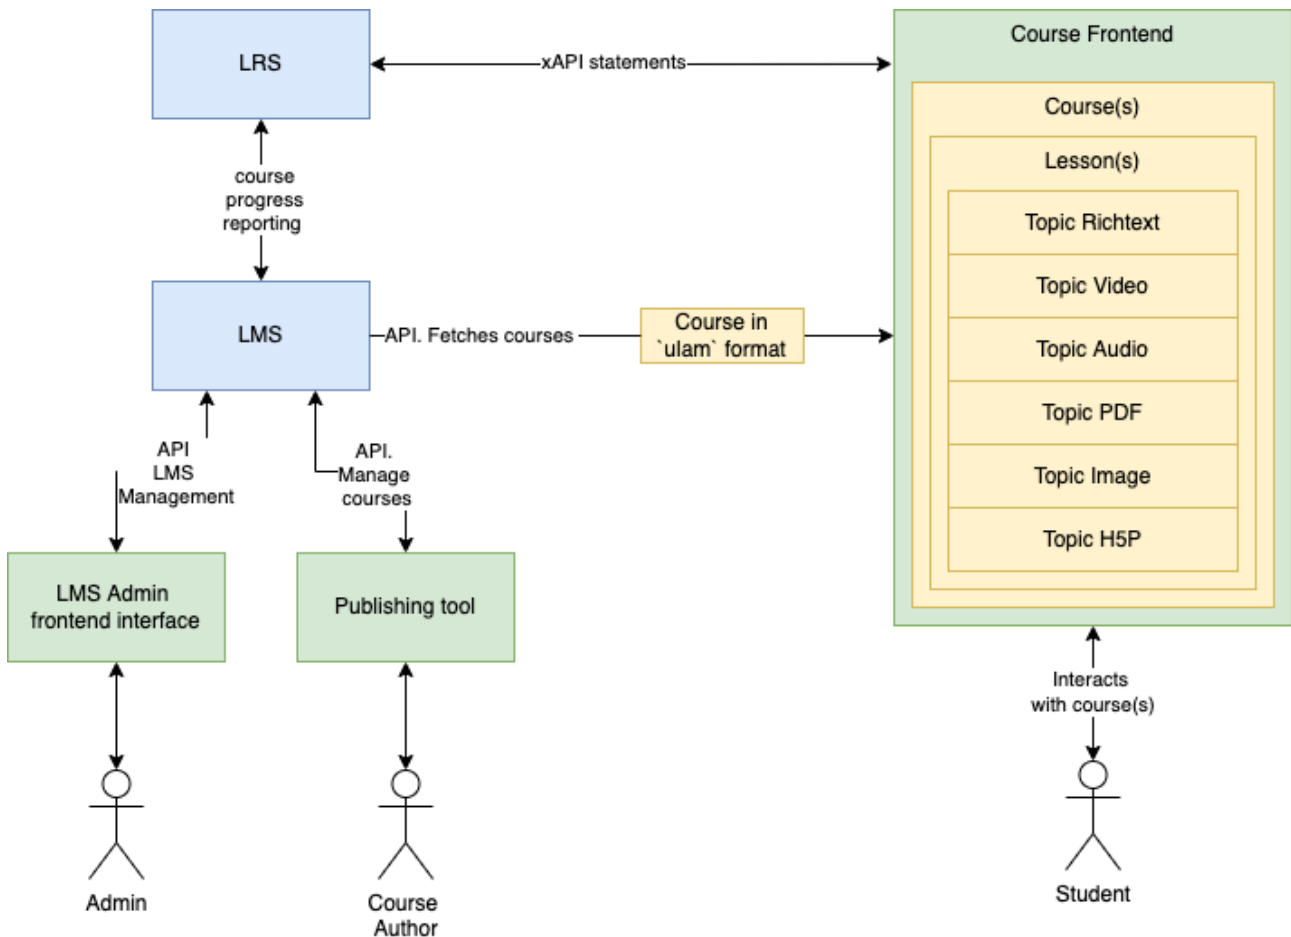 LRS
xAPI statements
Course Frontend
Course(s)
Lesson(s)
Topic Richtext
Topic Video
Topic Audio
Topic PDF
Topic Image
Topic H5P
course
progress
reporting
LMS
API. Fetches courses
Course in
`ulam` format
API
LMS
Management
API.
Manage
courses
LMS Admin
frontend interface
Publishing tool
Interacts
with course(s)
Admin
Course
Author
Student